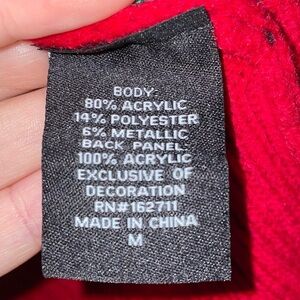 BODY:
80% ACRYLIC
14% POLYESTER
6% METALLIC
BACK PANEL:
100% ACRYLIC
EXCLUSIVE OF
DECORATION
RN#162711
MADE IN CHINA
M